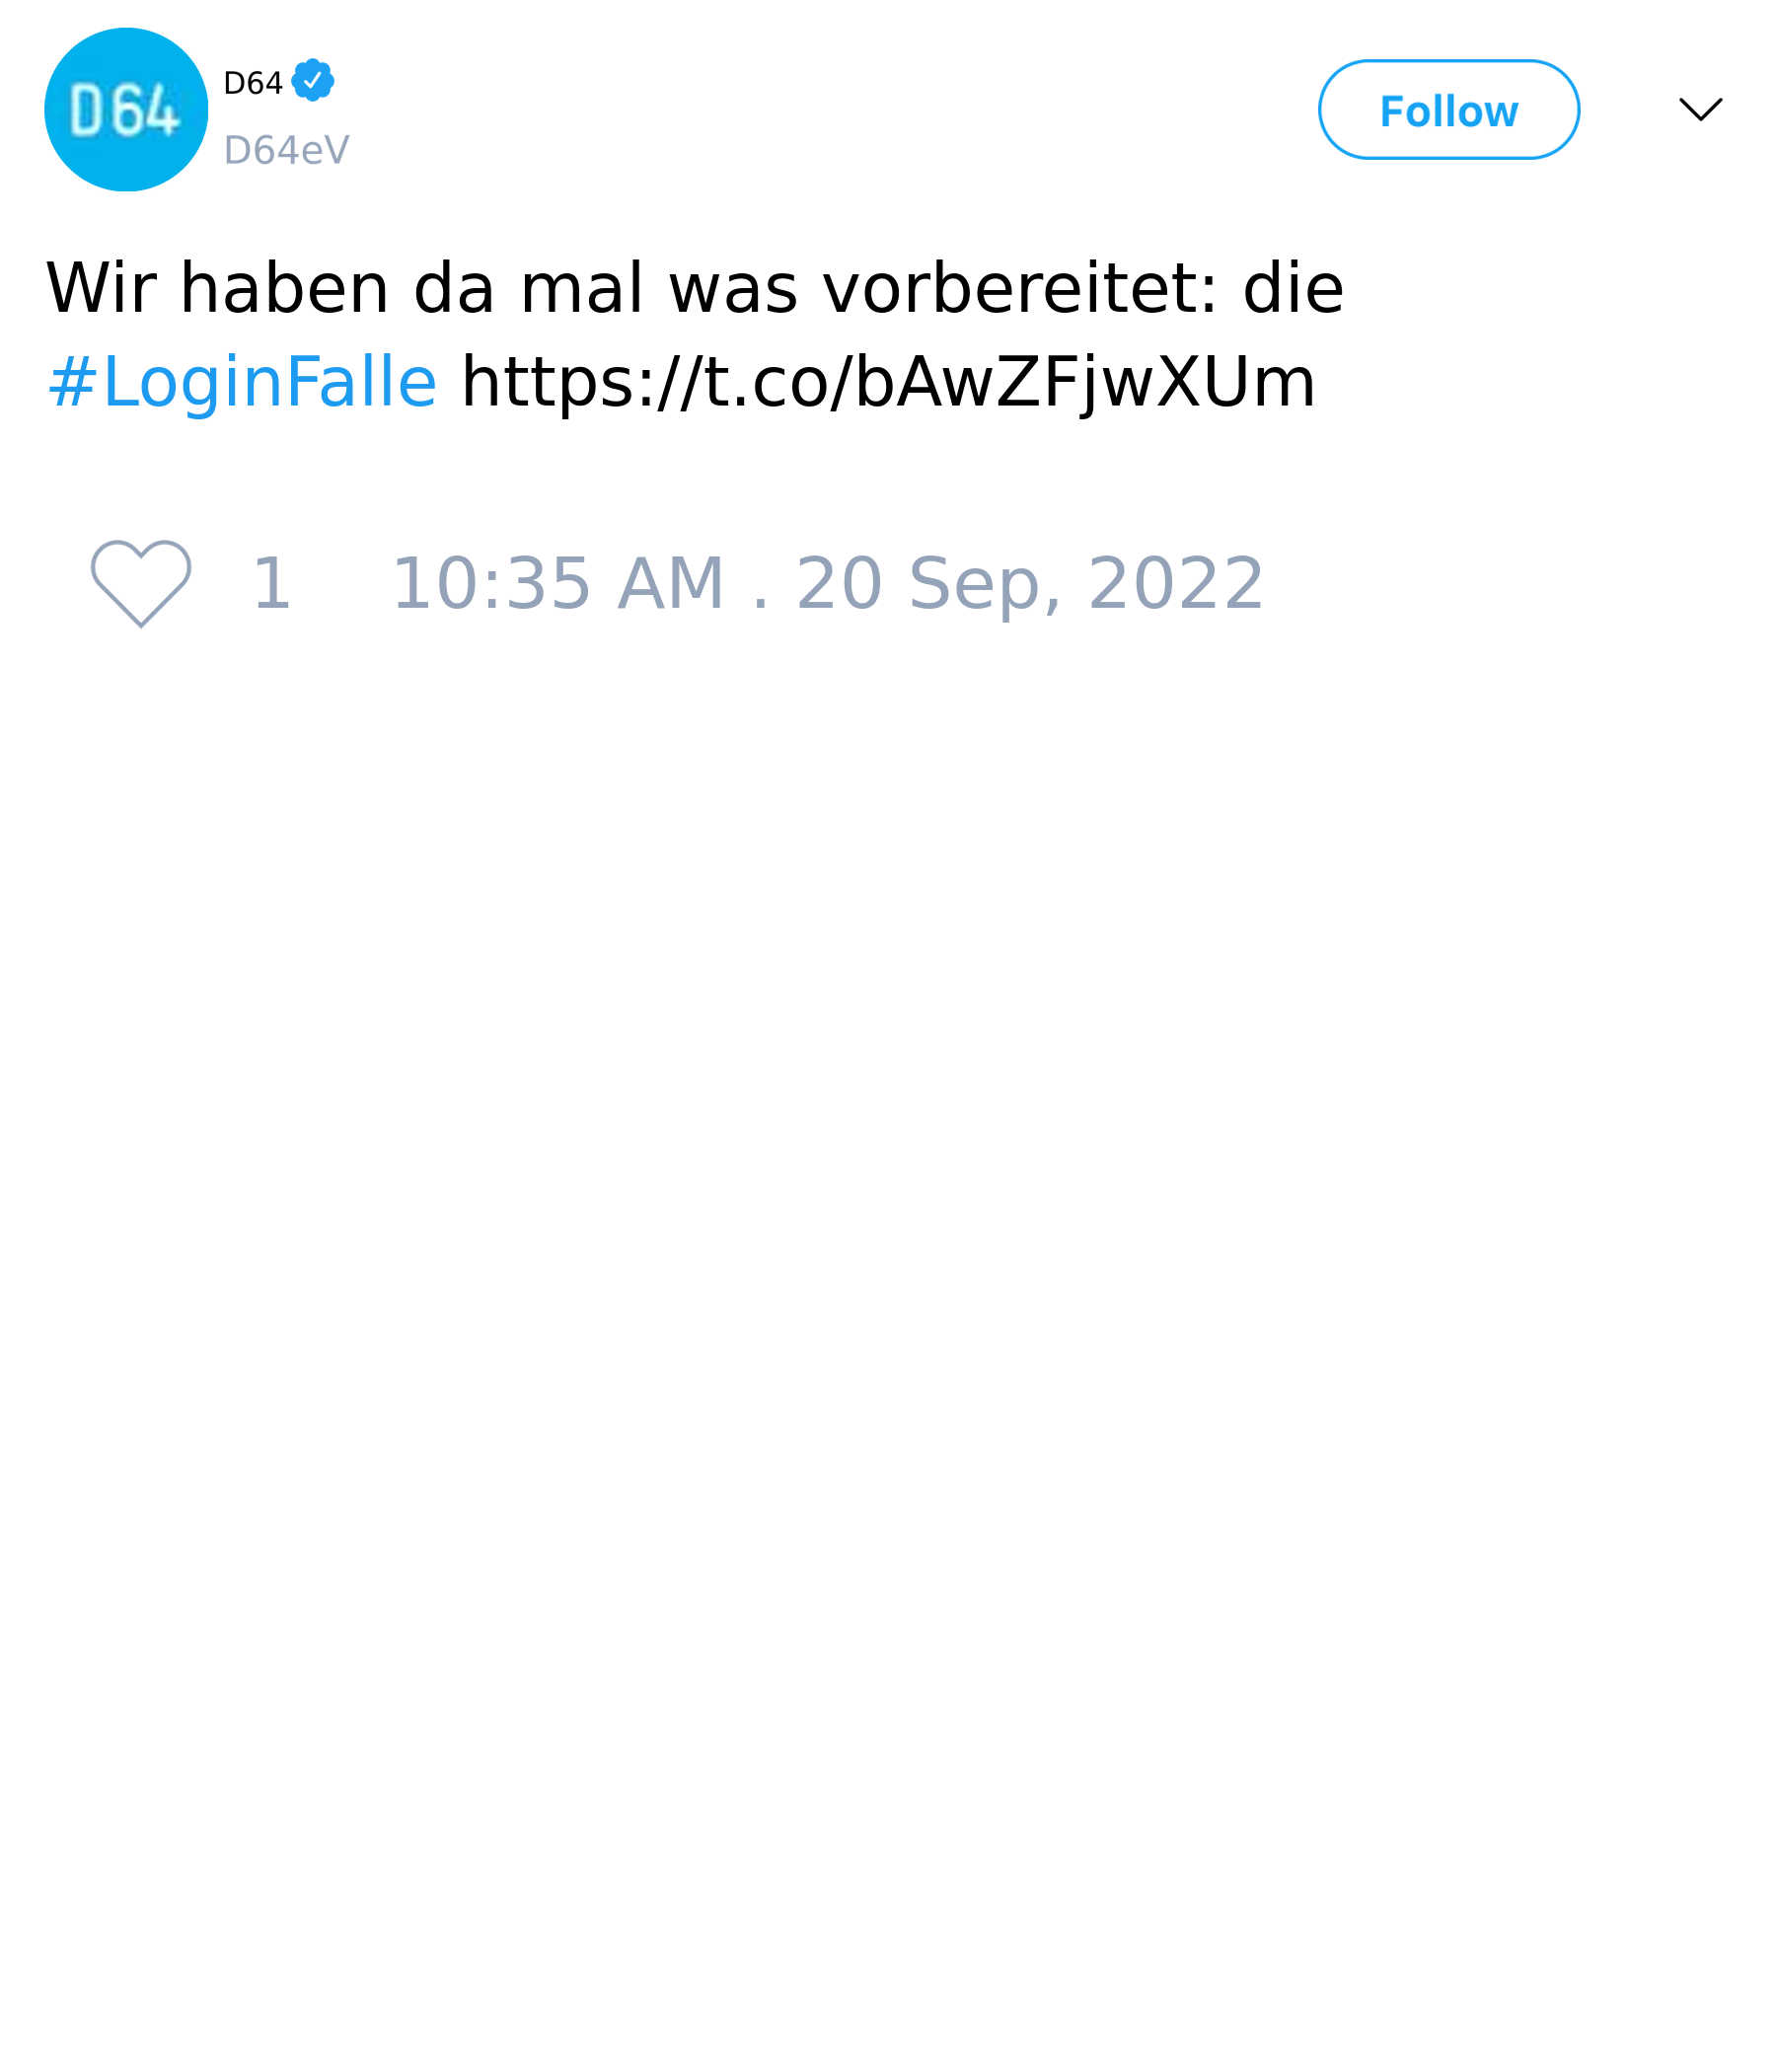 D64
D64
D64eV
Follow
Wir haben da mal was vorbereitet: die
#LoginFalle https://t.co/bAwZFjwXUm
1 10:35 AM . 20 Sep, 2022